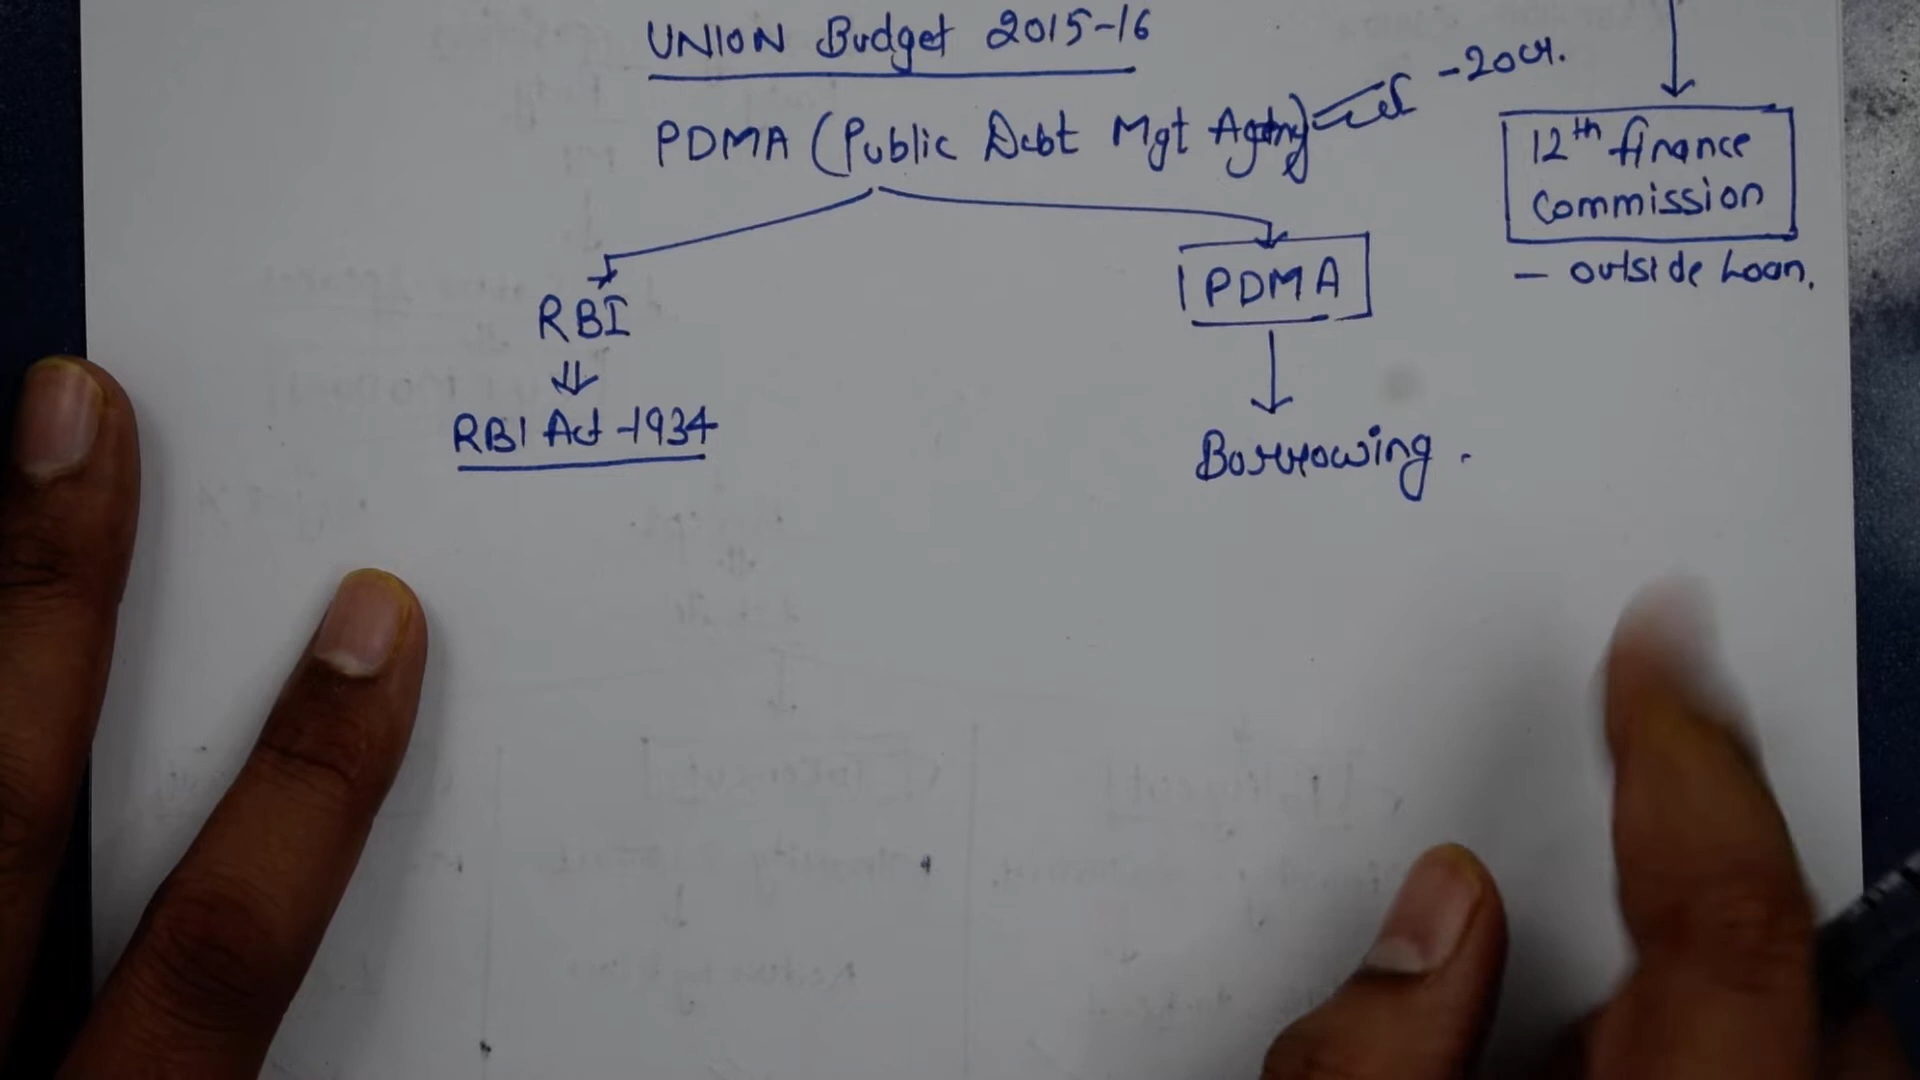 UNION Budget 2015-16
PDMA (Public Debt Mgt Agency) -20cr.
12th finance
commission
- outside Loan.
RBI
PDMA
RBI Act -1934
Borrowing.